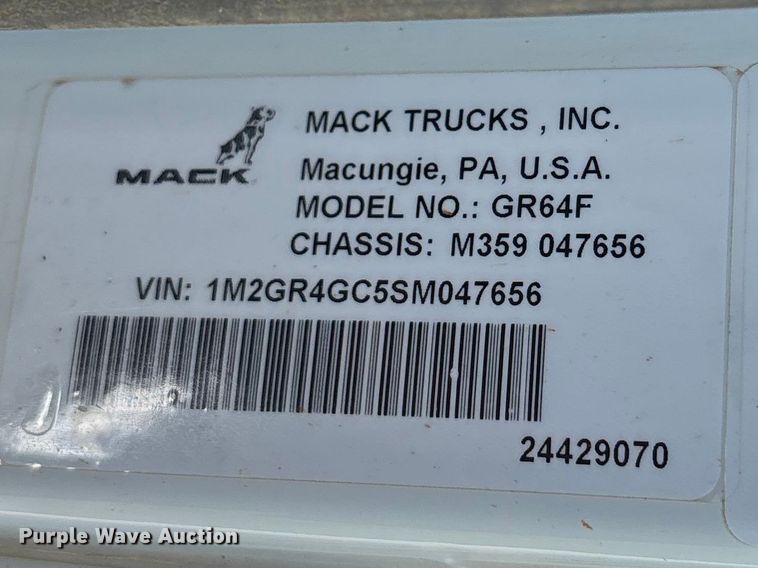 MACK
MACK TRUCKS , INC.
Macungie, PA, U.S.A.
MODEL NO.: GR64F
CHASSIS: M359 047656
VIN: 1M2GR4GC5SM047656
24429070
Purple Wave Auction